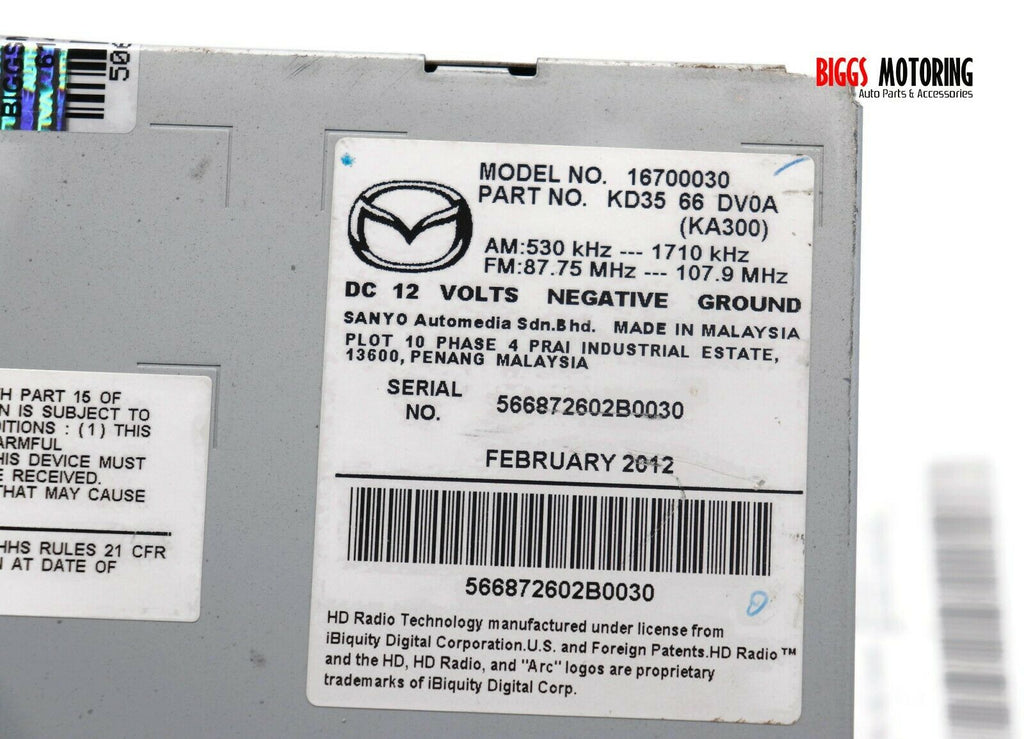 BIGGS
506
BIGGS MOTORING
Auto Parts & Accessories
MODEL NO. 16700030
PART NO. KD35 66 DV0A
(KA300)
AM:530 kHz --- 1710 kHz
FM:87.75 MHz --- 107.9 MHz
DC 12 VOLTS NEGATIVE GROUND
SANYO Automedia Sdn.Bhd. MADE IN MALAYSIA
PLOT 10 PHASE 4 PRAI INDUSTRIAL ESTATE,
13600, PENANG MALAYSIA
SERIAL
NO. 566872602B0030
FEBRUARY 2012
566872602B0030
HD Radio Technology manufactured under license from
iBiquity Digital Corporation.U.S. and Foreign Patents.HD Radio™
and the HD, HD Radio, and "Arc" logos are proprietary
trademarks of iBiquity Digital Corp.
H PART 15 OF
N IS SUBJECT TO
DITIONS : (1) THIS
ARMFUL
HIS DEVICE MUST
E RECEIVED.
THAT MAY CAUSE
HHS RULES 21 CFR
N AT DATE OF